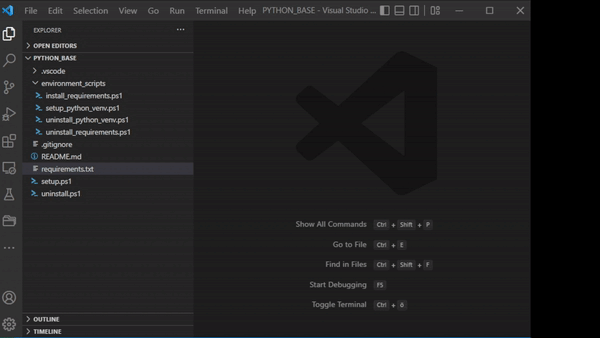 File Edit Selection View Go Run Terminal Help PYTHON_BASE - Visual Studio ...
EXPLORER ...
OPEN EDITORS
PYTHON_BASE
.vscode
environment_scripts
install_requirements.ps1
setup_python_venv.ps1
uninstall_python_venv.ps1
uninstall_requirements.ps1
.gitignore
README.md
requirements.txt
setup.ps1
uninstall.ps1
Show All Commands Ctrl + Shift + P
Go to File Ctrl + E
Find in Files Ctrl + Shift + F
Start Debugging F5
Toggle Terminal Ctrl + ö
OUTLINE
TIMELINE